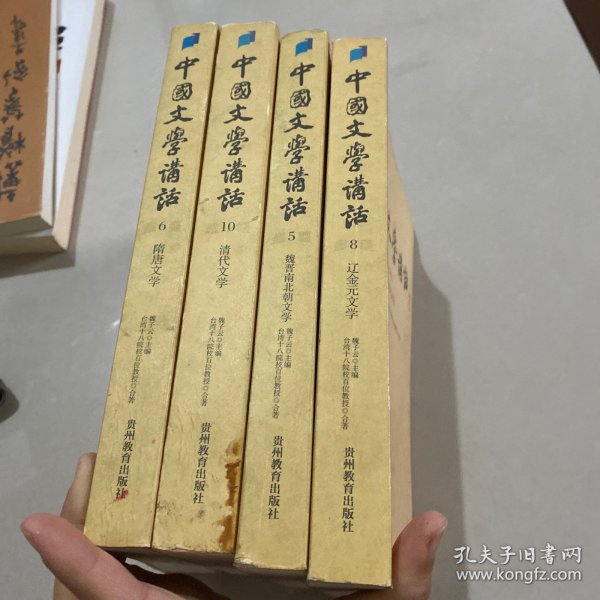 中國文學講話
6
隋唐文学
魏子云◎主编
台湾十八院校百位教授◎合著
贵州教育出版社
中國文學講話
10
清代文学
魏子云◎主编
台湾十八院校百位教授◎合著
贵州教育出版社
中國文學講話
5
魏晋南北朝文学
魏子云◎主编
台湾十八院校百位教授◎合著
贵州教育出版社
中國文學講話
8
辽金元文学
魏子云◎主编
台湾十八院校百位教授◎合著
贵州教育出版社
孔夫子旧书网
www.kongfz.com